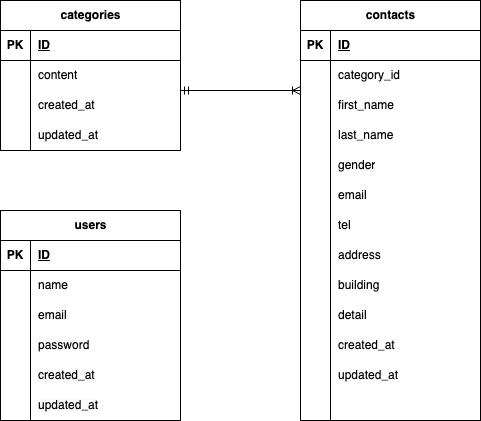 categories
PK ID
content
created_at
updated_at
contacts
PK ID
category_id
first_name
last_name
gender
email
tel
address
building
detail
created_at
updated_at
users
PK ID
name
email
password
created_at
updated_at